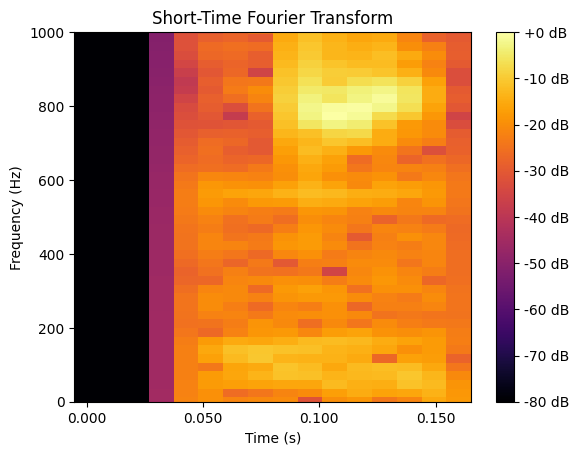 Short-Time Fourier Transform
1000
800
600
400
200
0
Frequency (Hz)
0.000
0.050
0.100
0.150
Time (s)
+0 dB
-10 dB
-20 dB
-30 dB
-40 dB
-50 dB
-60 dB
-70 dB
-80 dB